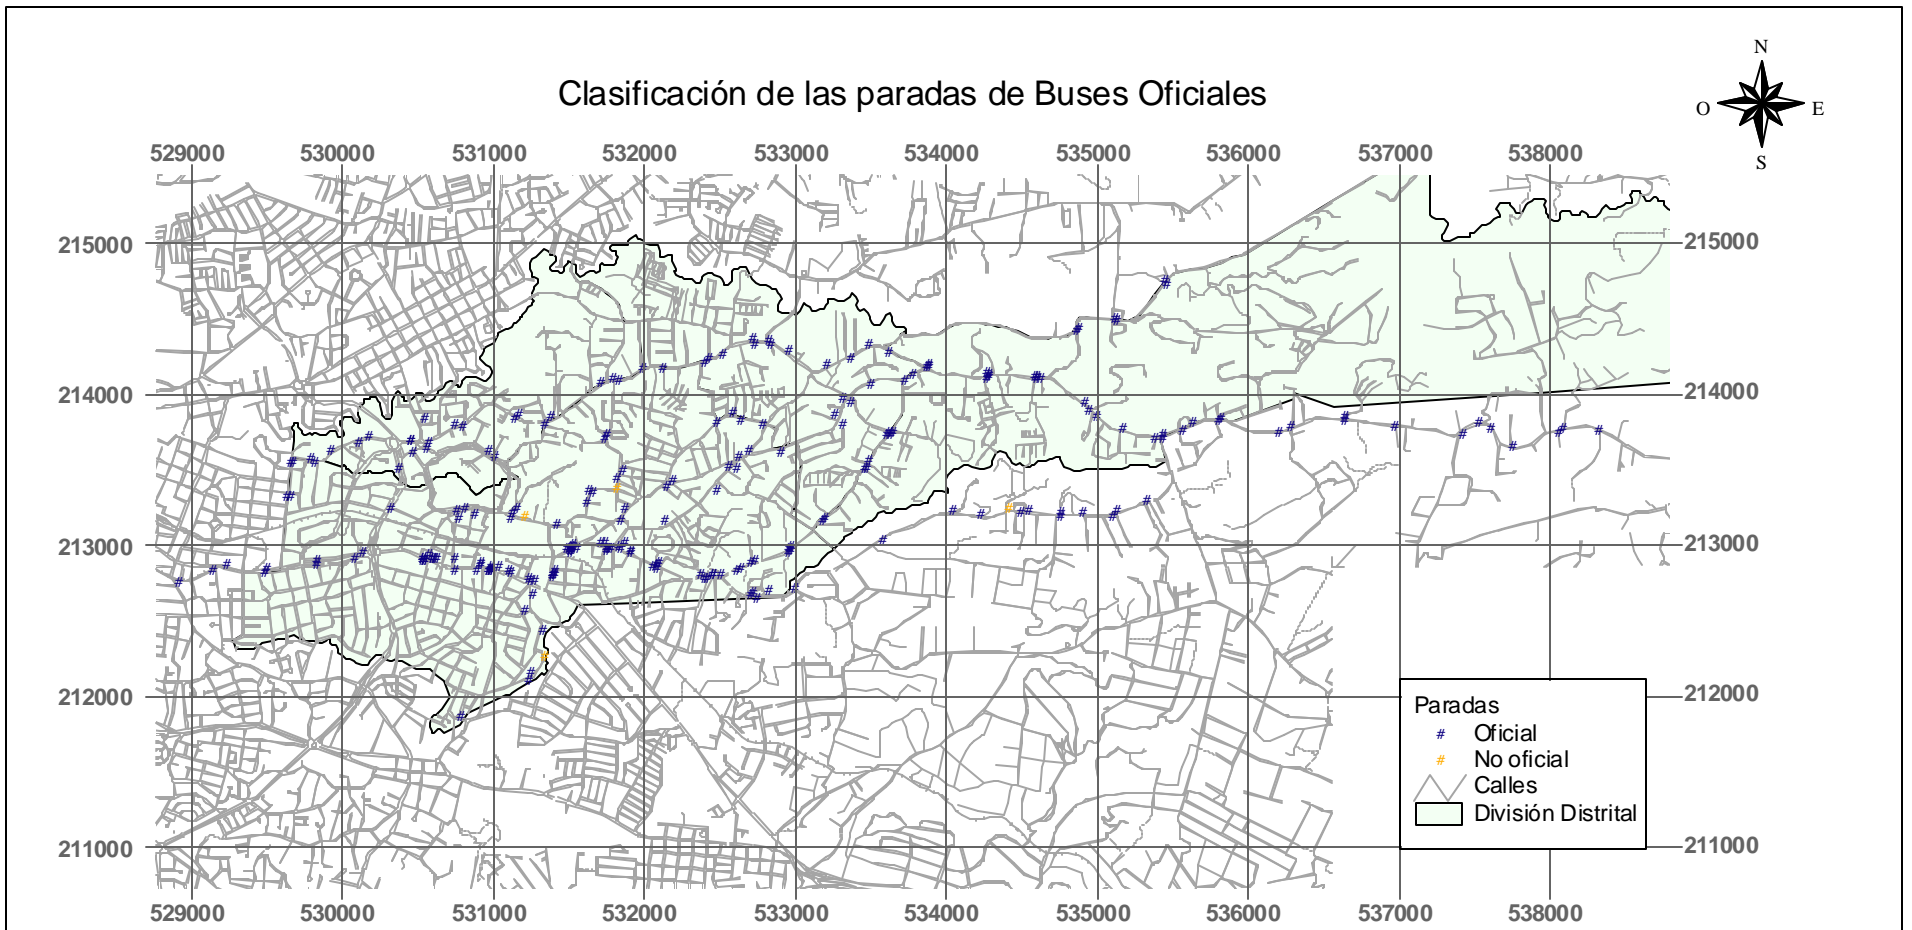 N
Clasificación de las paradas de Buses Oficiales
O E
S
529000 530000 531000 532000 533000 534000 535000 536000 537000 538000
215000 215000
214000 214000
213000 213000
212000 212000
Paradas
# Oficial
# No oficial
Calles
División Distrital
211000 211000
529000 530000 531000 532000 533000 534000 535000 536000 537000 538000